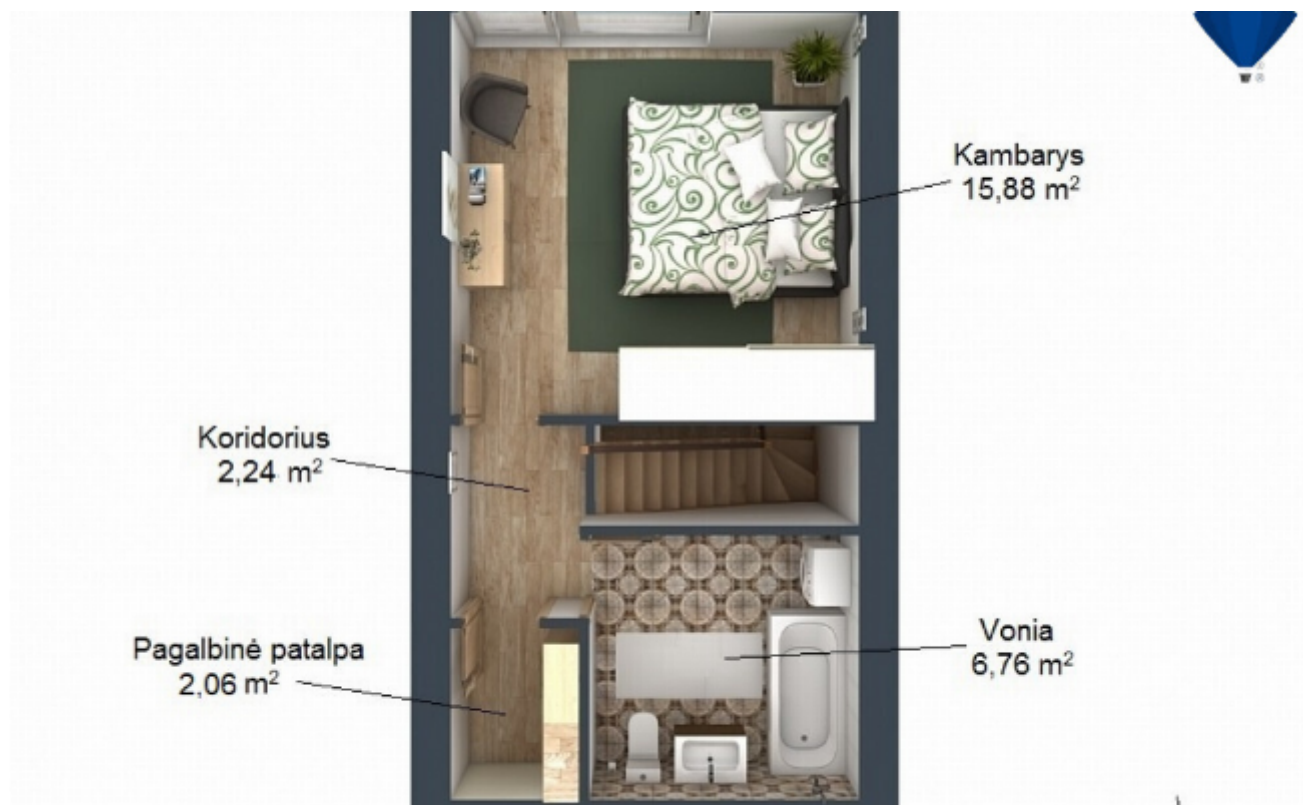 Kambarys
15,88 m²
Koridorius
2,24 m²
Pagalbinė patalpa
2,06 m²
Vonia
6,76 m²